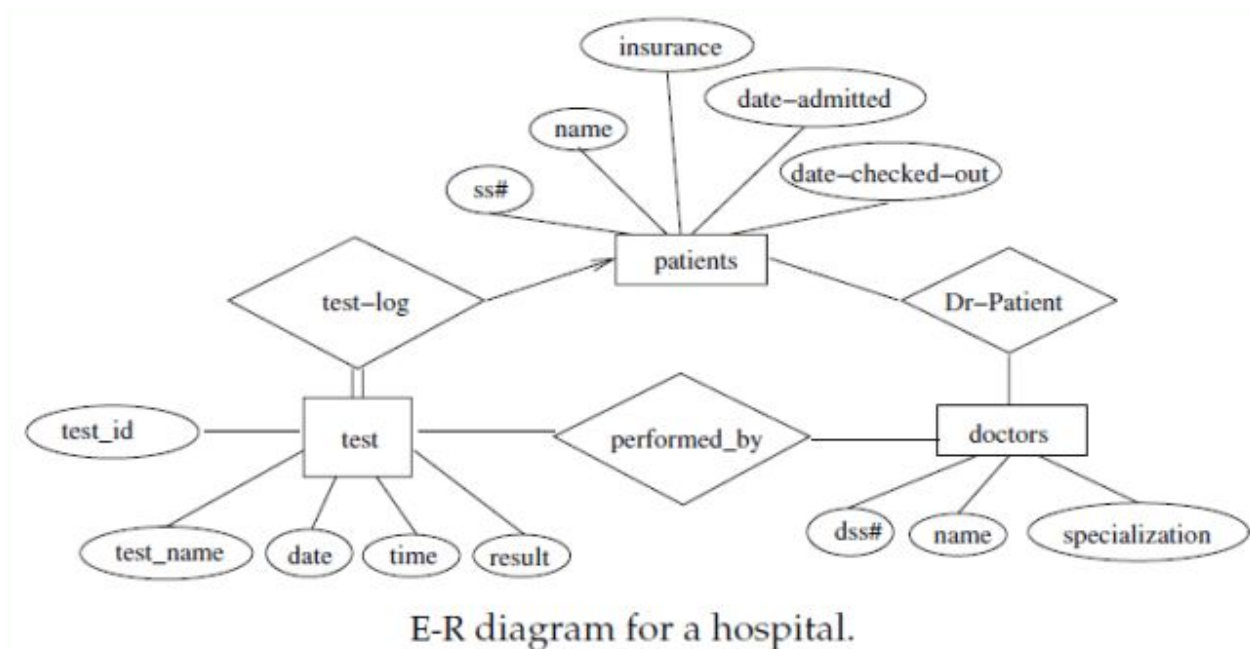 insurance
date-admitted
name
date-checked-out
ss#
patients
test-log
Dr-Patient
test_id
test
performed_by
doctors
test_name
date
time
result
dss#
name
specialization
E-R diagram for a hospital.